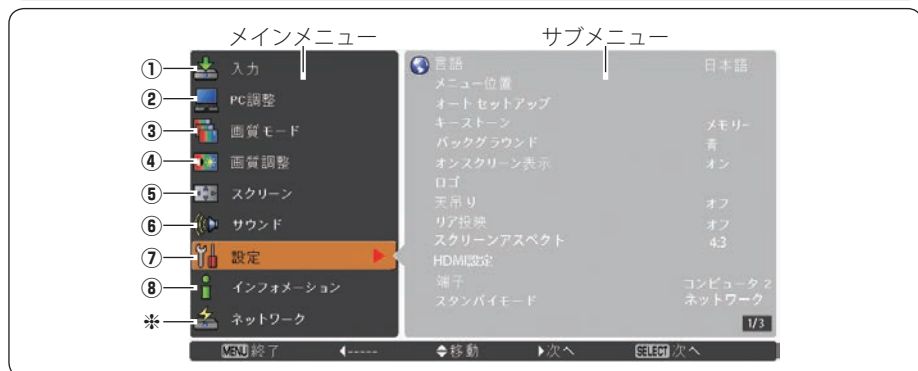 メインメニュー
サブメニュー
① 入力
② PC調整
③ 画質モード
④ 画質調整
⑤ スクリーン
⑥ サウンド
⑦ 設定
⑧ インフォメーション
※ ネットワーク
言語 日本語
メニュー位置
オートセットアップ
キーストーン メモリー
バックグラウンド 青
オンスクリーン表示 オン
ロゴ
天吊り オフ
リア投映 オフ
スクリーンアスペクト 4:3
HDMI設定
端子 コンピュータ 2
スタンバイモード ネットワーク
1/3
MENU 終了 ----- 移動 次へ SELECT 次へ